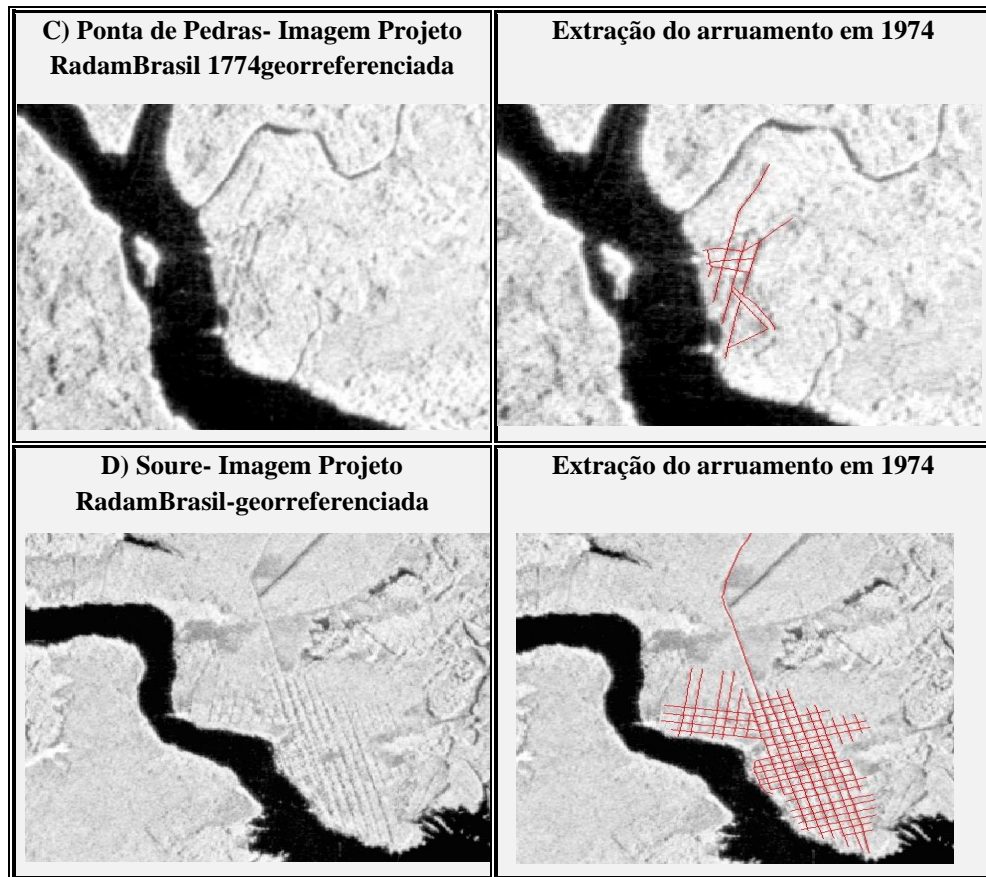 C) Ponta de Pedras- Imagem Projeto
RadamBrasil 1774georreferenciada
Extração do arruamento em 1974
D) Soure- Imagem Projeto
RadamBrasil-georreferenciada
Extração do arruamento em 1974